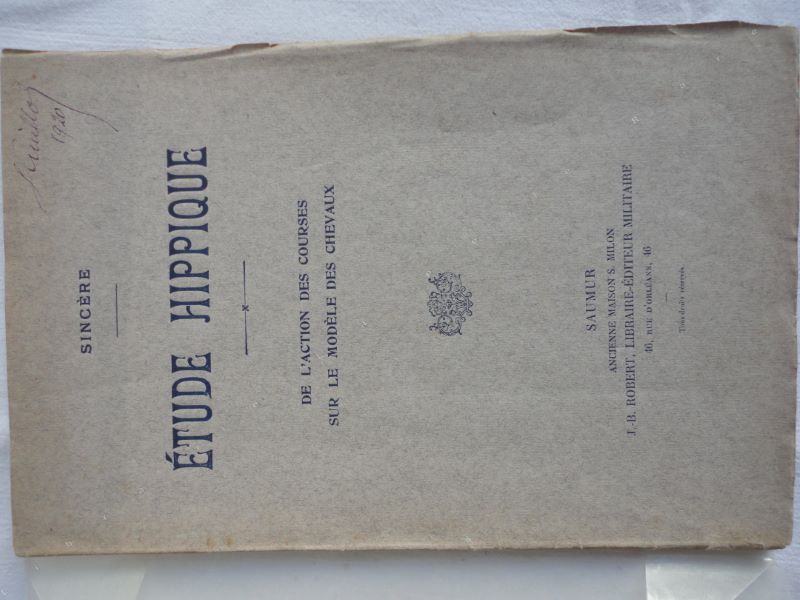 1920
SINCÈRE
ÉTUDE HIPPIQUE
DE L'ACTION DES COURSES
SUR LE MODÈLE DES CHEVAUX
SAUMUR
ANCIENNE MAISON S. MILON
J.-B. ROBERT, LIBRAIRE-ÉDITEUR MILITAIRE
46, RUE D'ORLÉANS, 46
Tous droits réservés